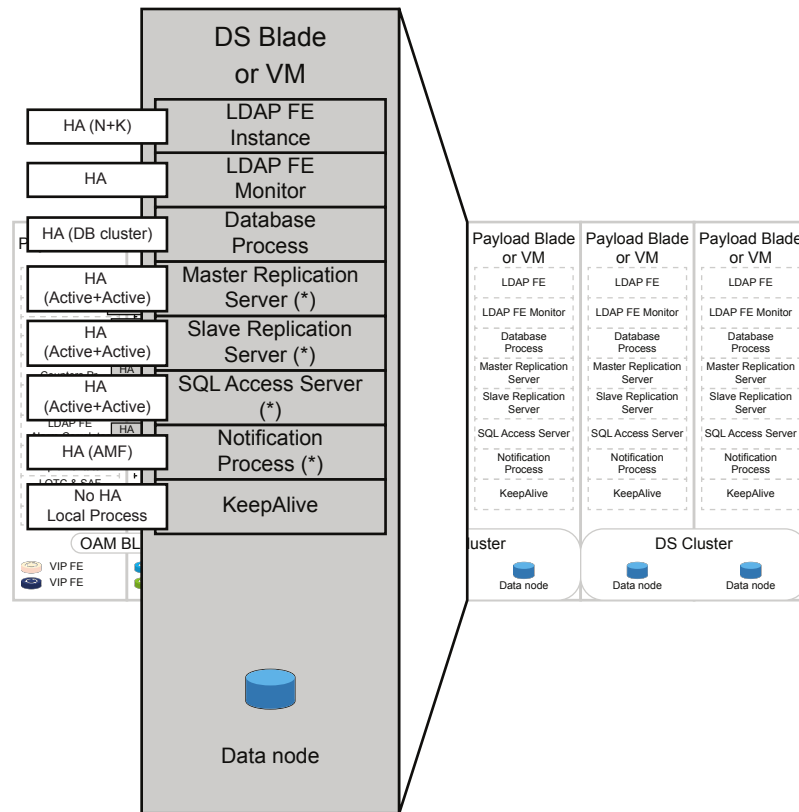 DS Blade
or VM
HA (N+K)
LDAP FE
Instance
HA
LDAP FE
Monitor
HA (DB cluster)
Database
Process
HA
(Active+Active)
Master Replication
Server (*)
HA
(Active+Active)
Slave Replication
Server (*)
HA
HA
(Active+Active)
SQL Access Server
(*)
LDAP FE
HA
HA (AMF)
Notification
Process (*)
No HA
Local Process
KeepAlive
OAM BL
VIP FE
VIP FE
Data node
Payload Blade
or VM
LDAP FE
LDAP FE Monitor
Database
Process
Master Replication
Server
Slave Replication
Server
SQL Access Server
Notification
Process
KeepAlive
Data node
Payload Blade
or VM
LDAP FE
LDAP FE Monitor
Database
Process
Master Replication
Server
Slave Replication
Server
SQL Access Server
Notification
Process
KeepAlive
DS Cluster
Data node
Payload Blade
or VM
LDAP FE
LDAP FE Monitor
Database
Process
Master Replication
Server
Slave Replication
Server
SQL Access Server
Notification
Process
KeepAlive
Data node